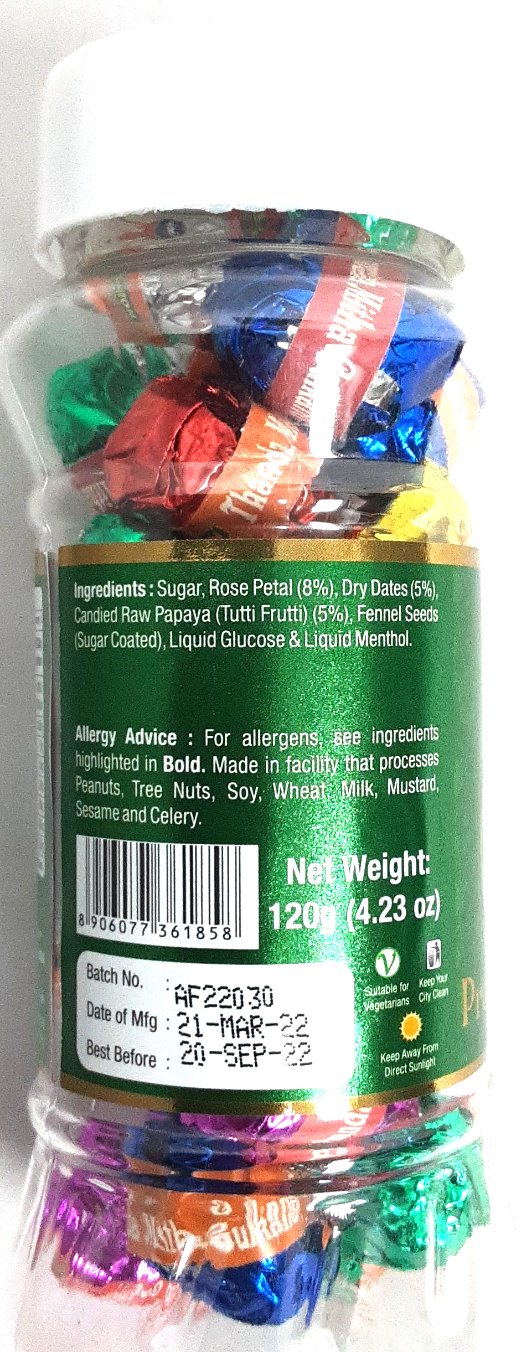 Thanda
Ingredients : Sugar, Rose Petal (8%), Dry Dates (5%),
Candied Raw Papaya (Tutti Frutti) (5%), Fennel Seeds
(Sugar Coated), Liquid Glucose & Liquid Menthol.
Allergy Advice : For allergens, see ingredients
highlighted in Bold. Made in facility that processes
Peanuts, Tree Nuts, Soy, Wheat, Milk, Mustard,
Sesame and Celery.
8 906077 361858
Net Weight:
120g (4.23 oz)
Suitable for
Vegetarians
Keep Your
City Clean
Keep Away From
Direct Sunlight
Batch No. : AF22030
Date of Mfg : 21-MAR-22
Best Before : 20-SEP-22